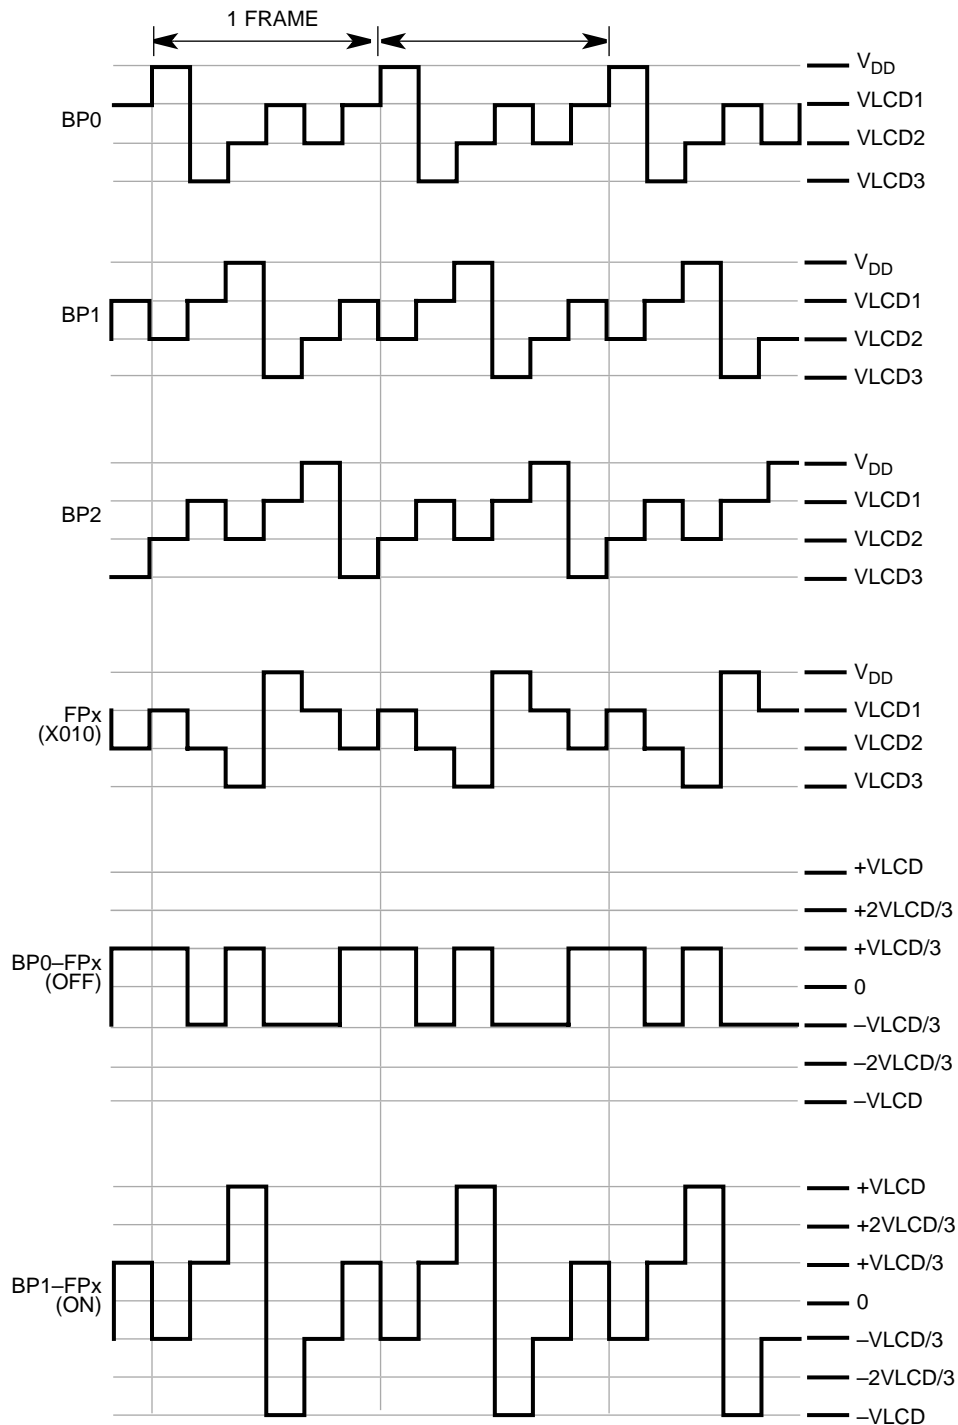 1 FRAME
BP0
VDD
VLCD1
VLCD2
VLCD3
BP1
VDD
VLCD1
VLCD2
VLCD3
BP2
VDD
VLCD1
VLCD2
VLCD3
FPx
(X010)
VDD
VLCD1
VLCD2
VLCD3
BP0–FPx
(OFF)
+VLCD
+2VLCD/3
+VLCD/3
0
–VLCD/3
–2VLCD/3
–VLCD
BP1–FPx
(ON)
+VLCD
+2VLCD/3
+VLCD/3
0
–VLCD/3
–2VLCD/3
–VLCD